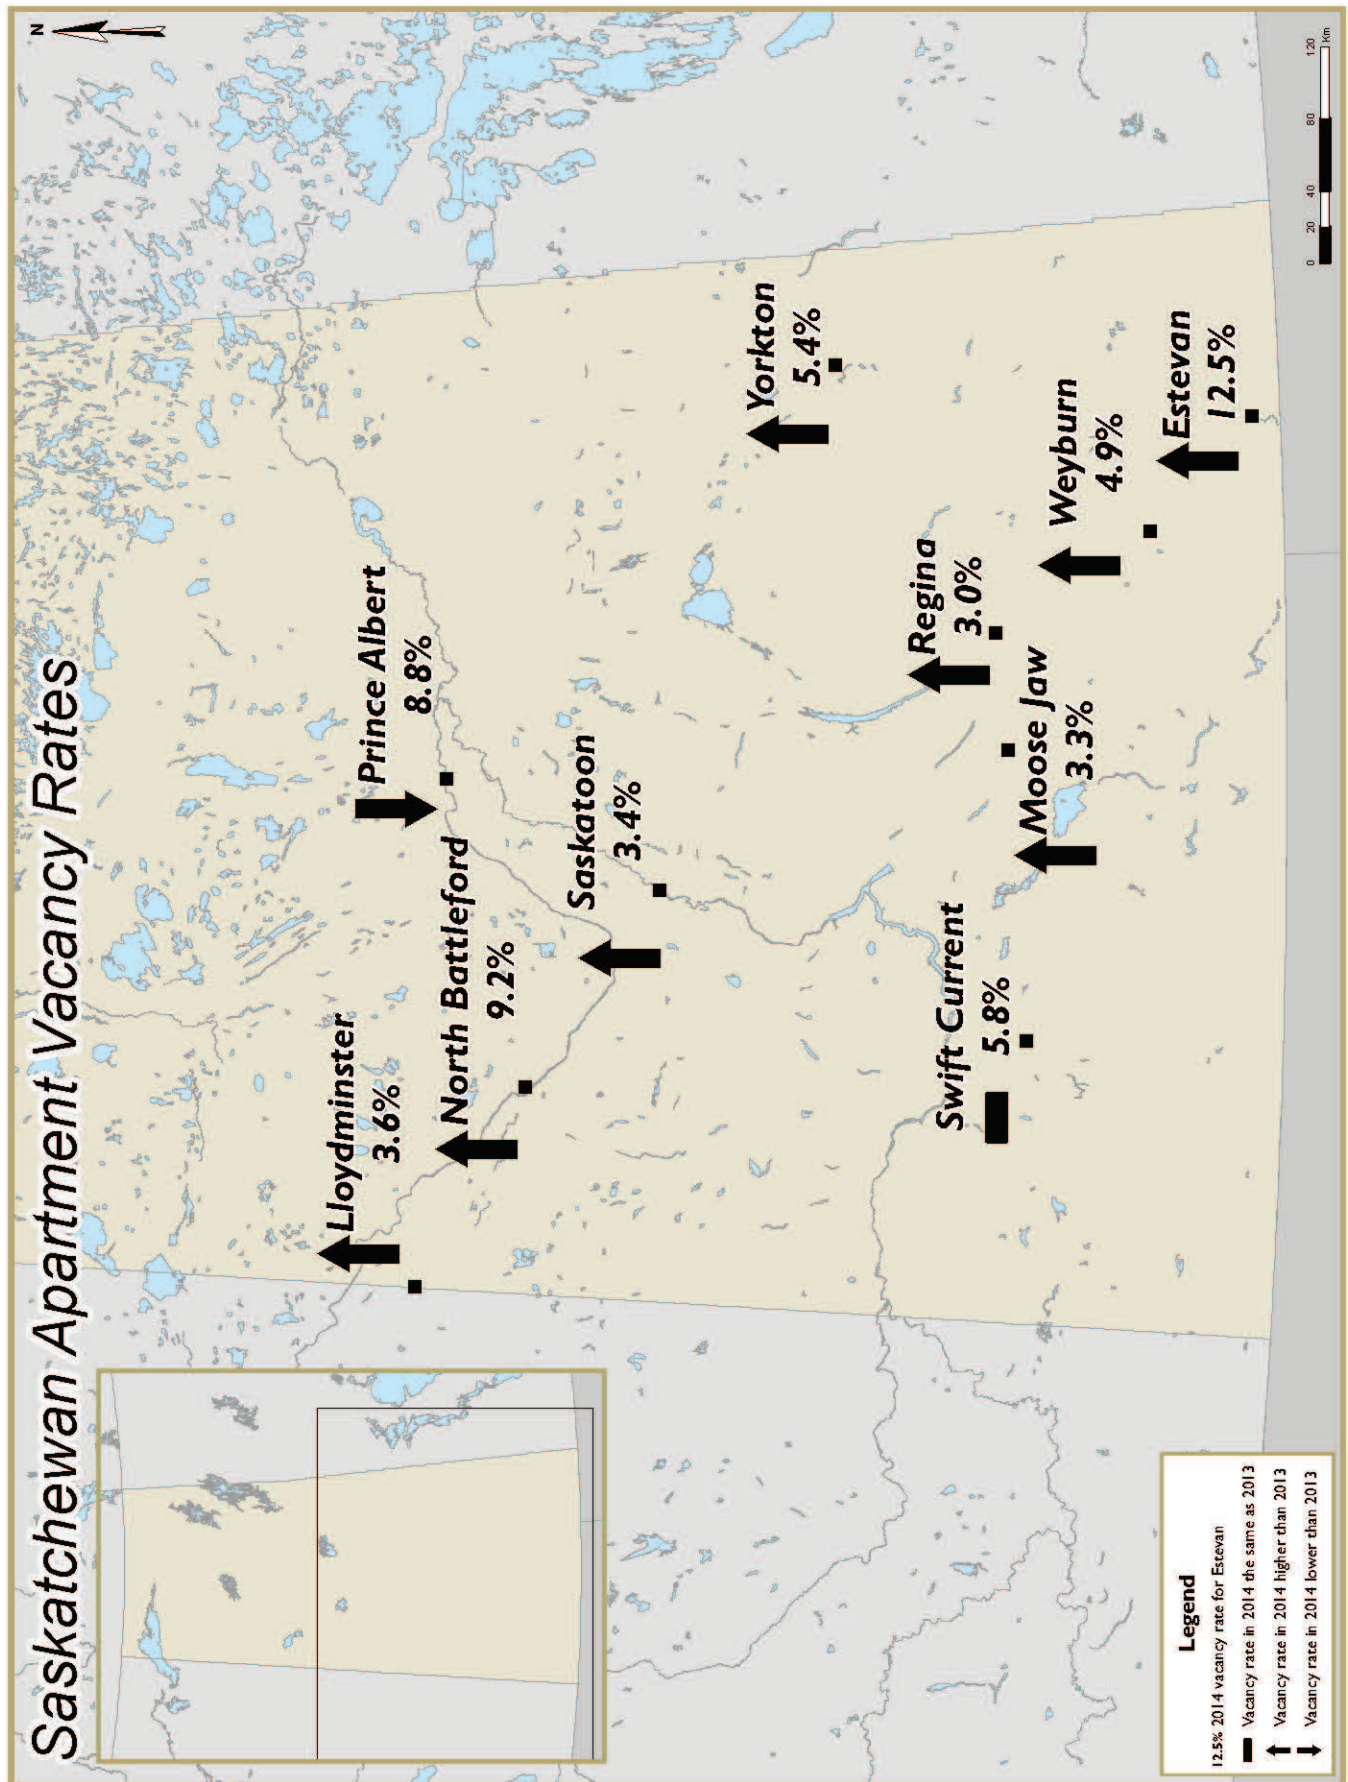 Saskatchewan Apartment Vacancy Rates
N
Lloydminster
3.6%
Prince Albert
8.8%
North Battleford
9.2%
Saskatoon
3.4%
Yorkton
5.4%
Regina
3.0%
Swift Current
5.8%
Moose Jaw
3.3%
Weyburn
4.9%
Estevan
12.5%
Legend
12.5% 2014 vacancy rate for Estevan
Vacancy rate in 2014 the same as 2013
Vacancy rate in 2014 higher than 2013
Vacancy rate in 2014 lower than 2013
0 20 40 80 120
Km